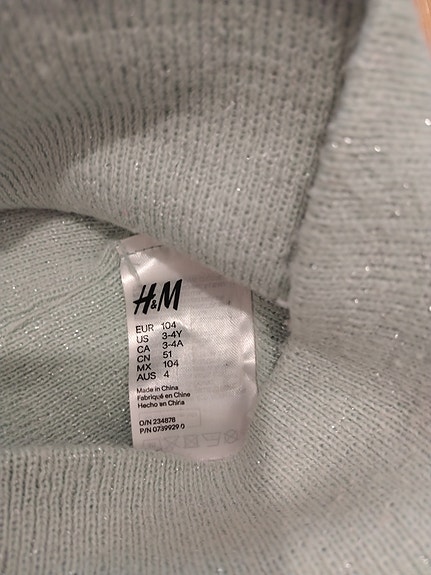 H&M
EUR 104
US 3-4Y
CA 3-4A
CN 51
MX 104
AUS 4
Made in China
Fabriqué en Chine
Hecho en China
O/N 234878
P/N 0739929 0